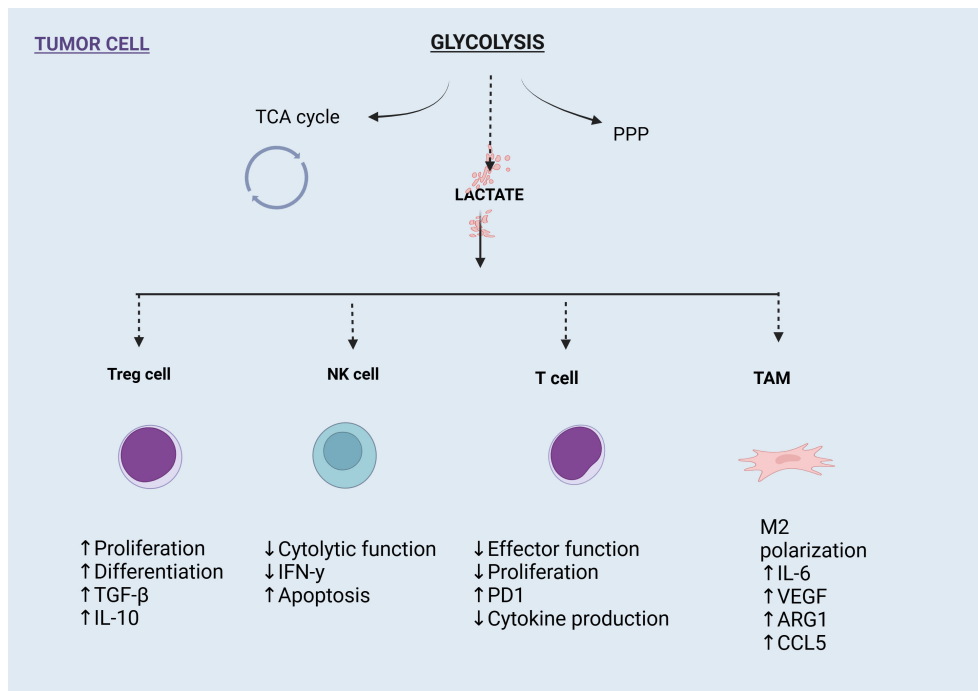 TUMOR CELL
GLYCOLYSIS
TCA cycle
PPP
LACTATE
Treg cell
NK cell
T cell
TAM
↑Proliferation
↑Differentiation
↑TGF-β
↑IL-10
↓Cytolytic function
↓IFN-y
↑Apoptosis
↓Effector function
↓Proliferation
↑PD1
↓Cytokine production
M2
polarization
↑IL-6
↑VEGF
↑ARG1
↑CCL5